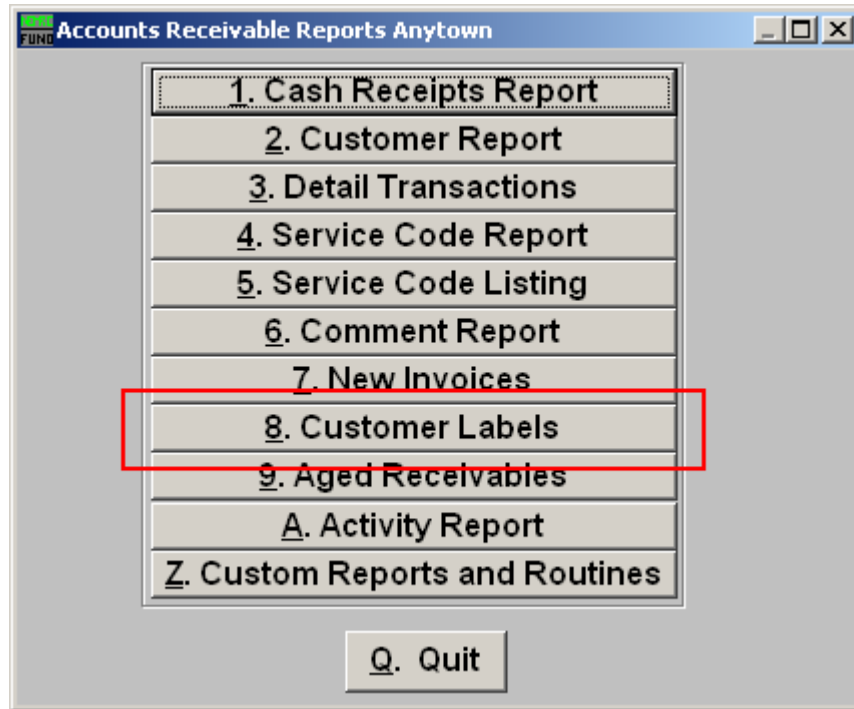 NEMRC
FUND
Accounts Receivable Reports Anytown
1. Cash Receipts Report
2. Customer Report
3. Detail Transactions
4. Service Code Report
5. Service Code Listing
6. Comment Report
7. New Invoices
8. Customer Labels
9. Aged Receivables
A. Activity Report
Z. Custom Reports and Routines
Q. Quit